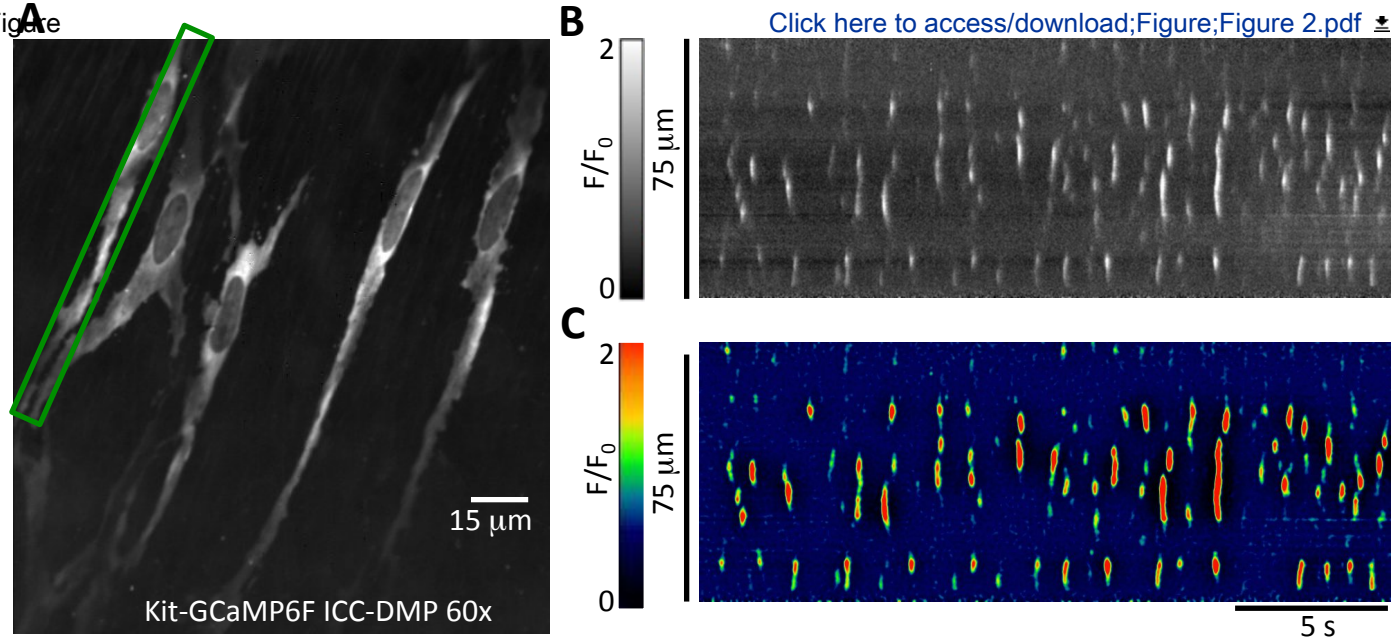 Figure
A
15 μm
Kit-GCaMP6F ICC-DMP 60x
B
Click here to access/download;Figure;Figure 2.pdf
2
F/F0
0
75 μm
C
2
F/F0
0
75 μm
5 s